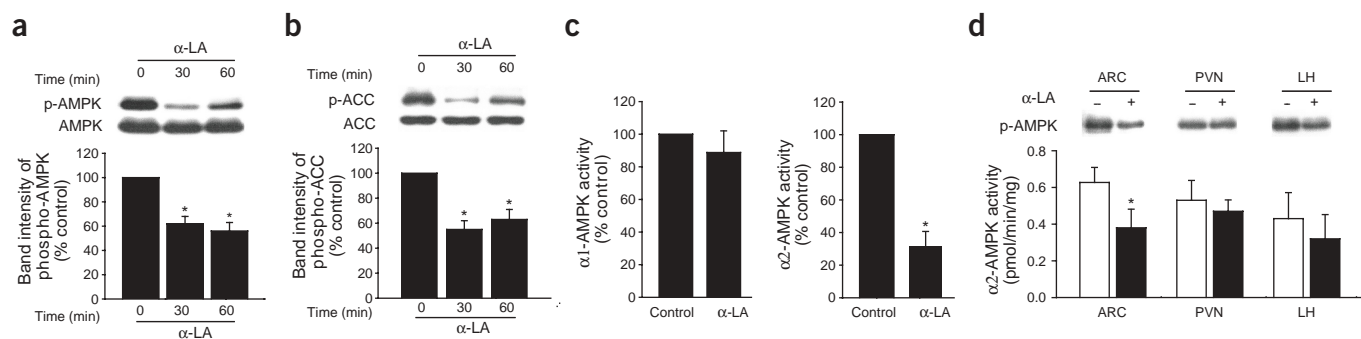 a
α-LA
Time (min) 0 30 60
p-AMPK
AMPK
Band intensity of
phospho-AMPK
(% control)
120
100
80
60
40
20
0
* *
Time (min) 0 30 60
α-LA
b
α-LA
Time (min) 0 30 60
p-ACC
ACC
Band intensity of
phospho-ACC
(% control)
120
100
80
60
40
20
0
* *
Time (min) 0 30 60
α-LA
c
α1-AMPK activity
(% control)
120
100
80
60
40
20
0
Control α-LA
α2-AMPK activity
(% control)
120
100
80
60
40
20
0
*
Control α-LA
d
ARC PVN LH
α-LA – + – + – +
p-AMPK
α2-AMPK activity
(pmol/min/mg)
0.8
0.6
0.4
0.2
0.0
*
ARC PVN LH